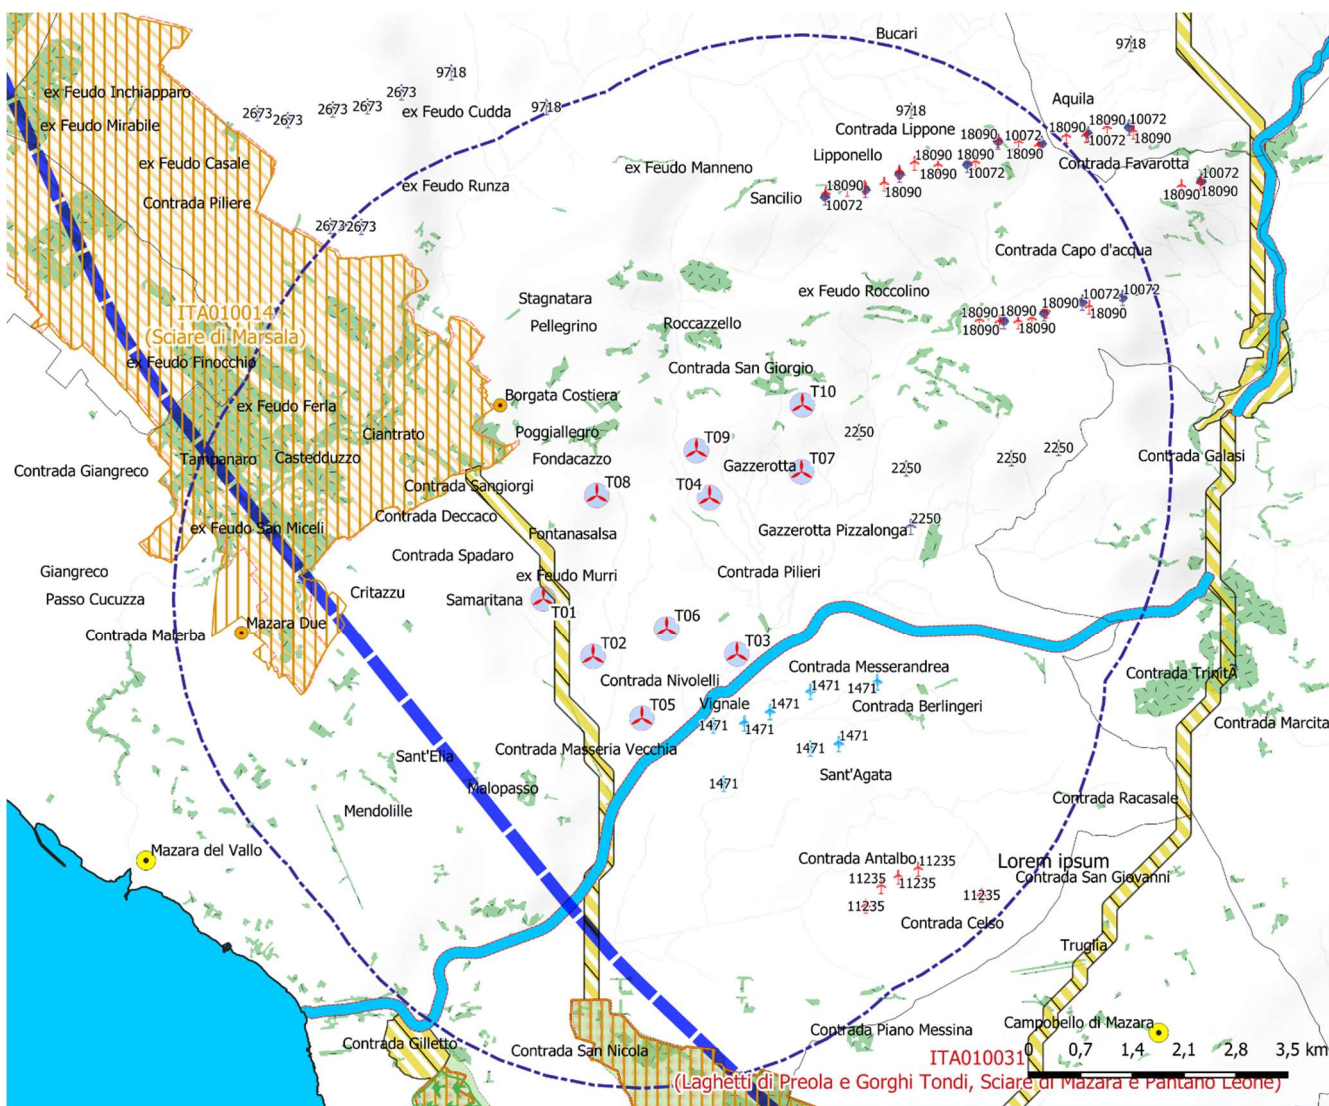 Bucari
9718
9718
ex Feudo Inchiapparo
2673
2673
2673
2673
2673
ex Feudo Cudda
9718
9718
Aquila
ex Feudo Mirabile
Contrada Lippone
18090
10072
18090
18090
10072
10072
18090
18090
ex Feudo Casale
ex Feudo Manneno
Lipponello
18090
18090
18090
10072
Contrada Favarotta
10072
18090
18090
ex Feudo Runza
Sancilio
18090
10072
18090
Contrada Piliere
2673
2673
Contrada Capo d'acqua
Stagnatara
ex Feudo Roccolino
10072
10072
18090
18090
18090
18090
18090
18090
ITA010014
(Sciare di Marsala)
Pellegrino
Roccazzello
ex Feudo Finocchio
Contrada San Giorgio
Borgata Costiera
T10
ex Feudo Ferla
Ciantrato
Poggiallegro
2250
T09
2250
Contrada Giangreco
Tampanaro
Castedduzzo
Fondacazzo
Gazzerotta
T07
2250
2250
Contrada Galasi
Contrada Sangiorgi
T08
T04
Contrada Deccaco
ex Feudo San Miceli
Fontanasalsa
Gazzerotta Pizzalonga
2250
Contrada Spadaro
Giangreco
ex Feudo Murri
Contrada Pilieri
Passo Cucuzza
Critazzu
Samaritana
T01
Contrada Malerba
Mazara Due
T06
T02
T03
Contrada Messerandrea
Contrada TrinitÃ
Contrada Nivolelli
1471
1471
Vignale
1471
Contrada Berlingeri
T05
1471
1471
1471
1471
Contrada Marcita
Contrada Masseria Vecchia
Sant'Elia
Sant'Agata
Malopasso
1471
Contrada Racasale
Mendolille
Mazara del Vallo
Contrada Antalbo
11235
Lorem ipsum
11235
11235
Contrada San Giovanni
11235
11235
Contrada Celso
Truglia
Contrada Gilletto
Contrada San Nicola
Contrada Piano Messina
Campobello di Mazara
ITA010031
0 0,7 1,4 2,1 2,8 3,5 km
(Laghetti di Preola e Gorghi Tondi, Sciare di Mazara e Pantano Leone)